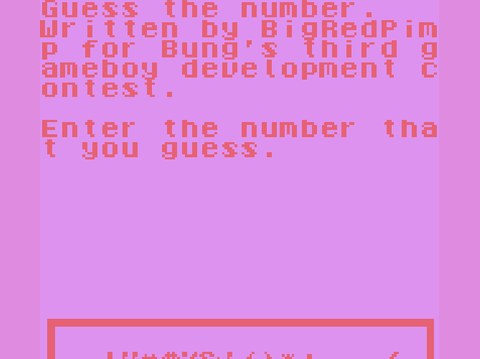 Guess the number.
Written by BigRedPim
p for Bung's third g
ameboy development c
ontest.
Enter the number tha
t you guess.